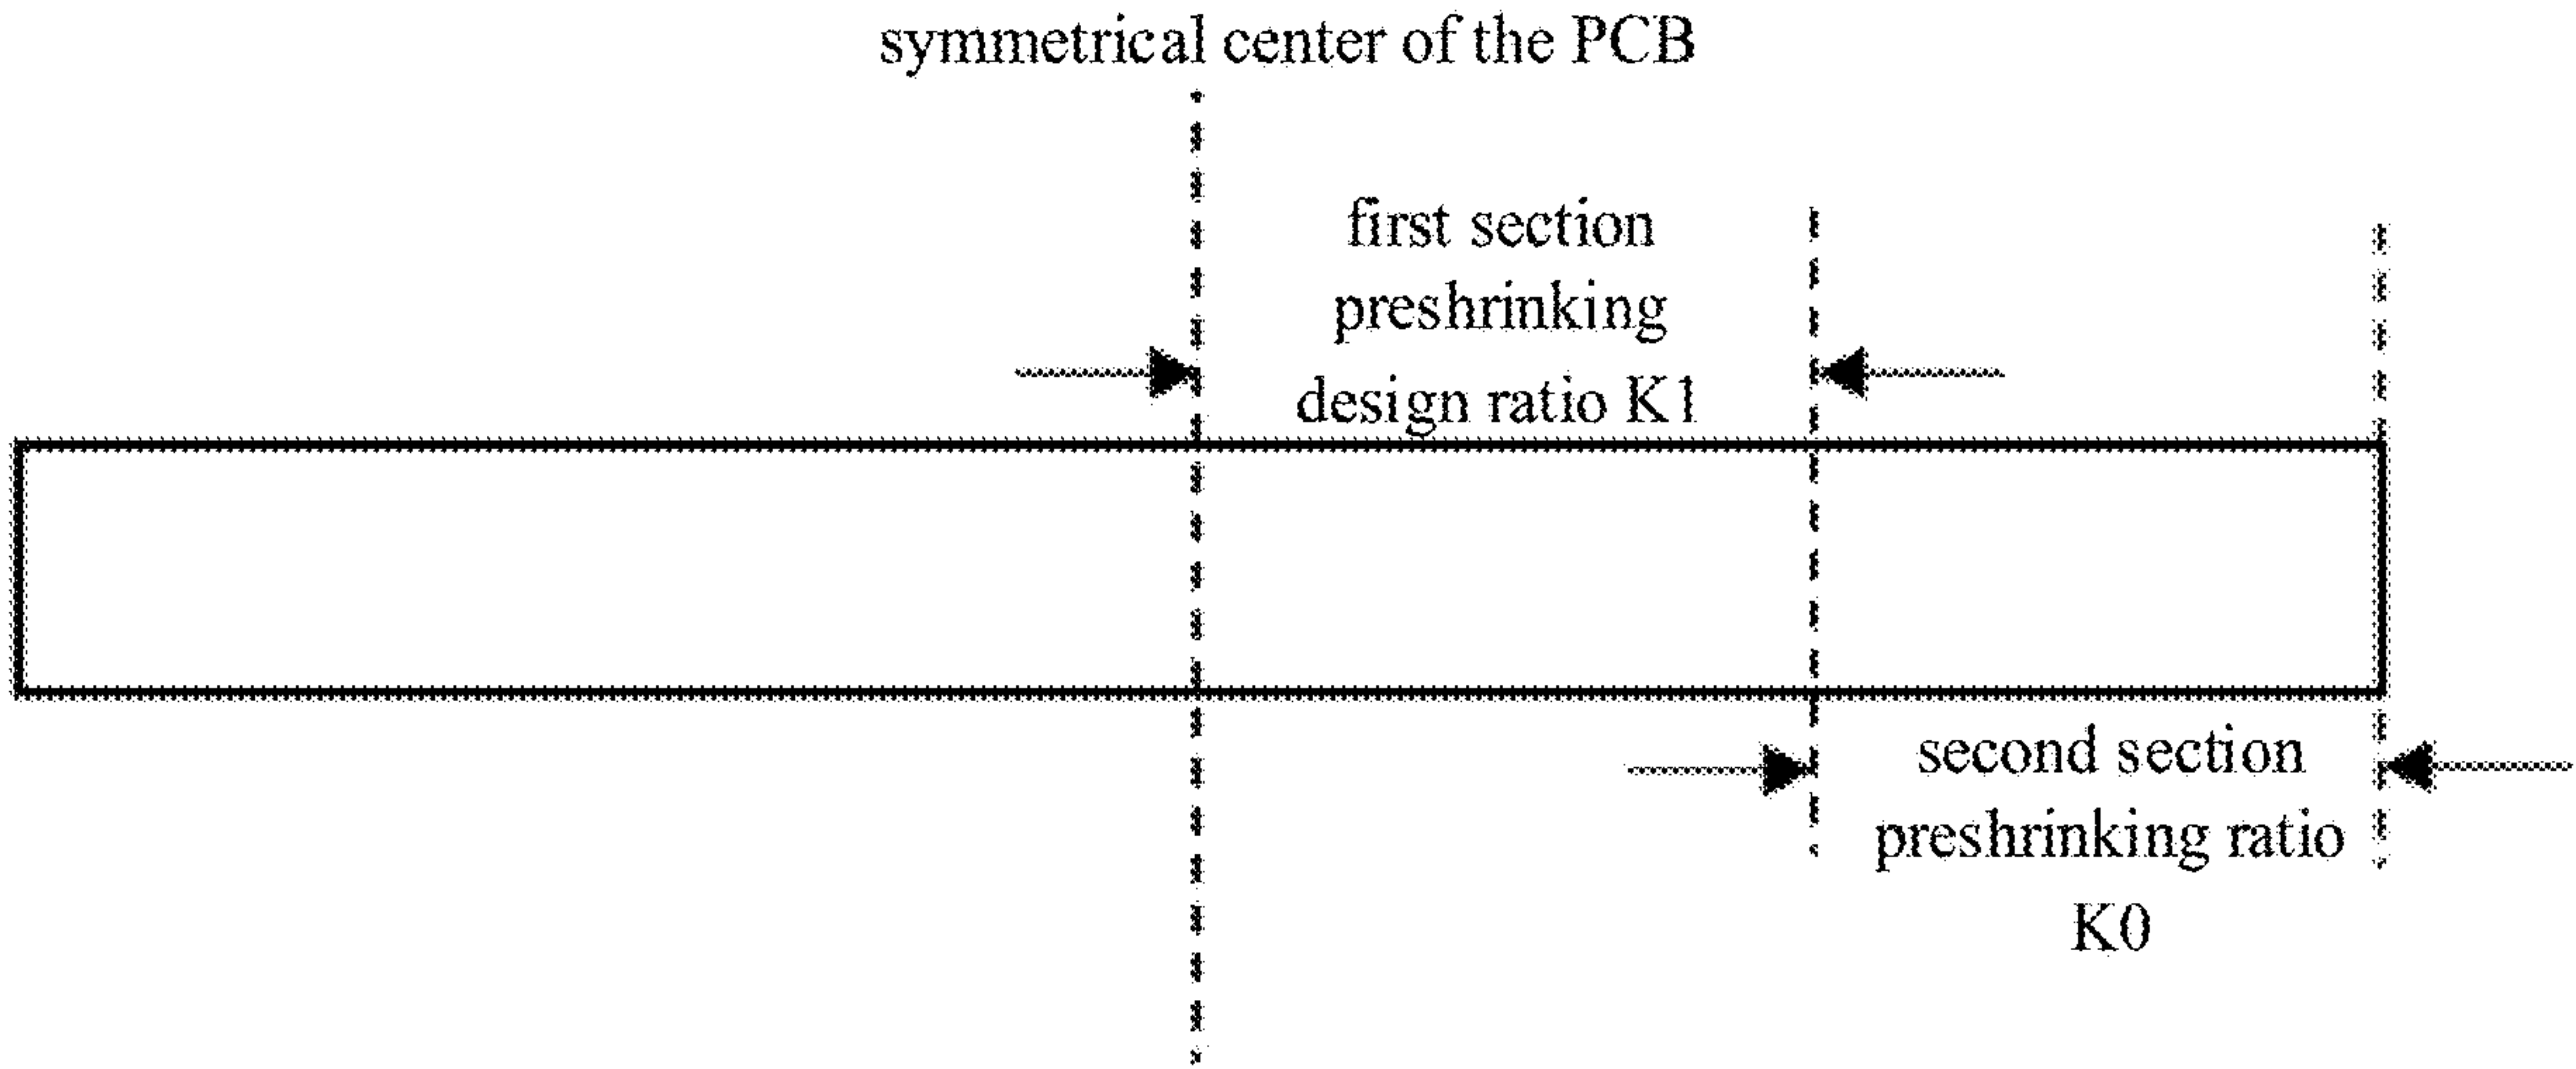 symmetrical center of the PCB
first section
preshrinking
design ratio K1
second section
preshrinking ratio
K0